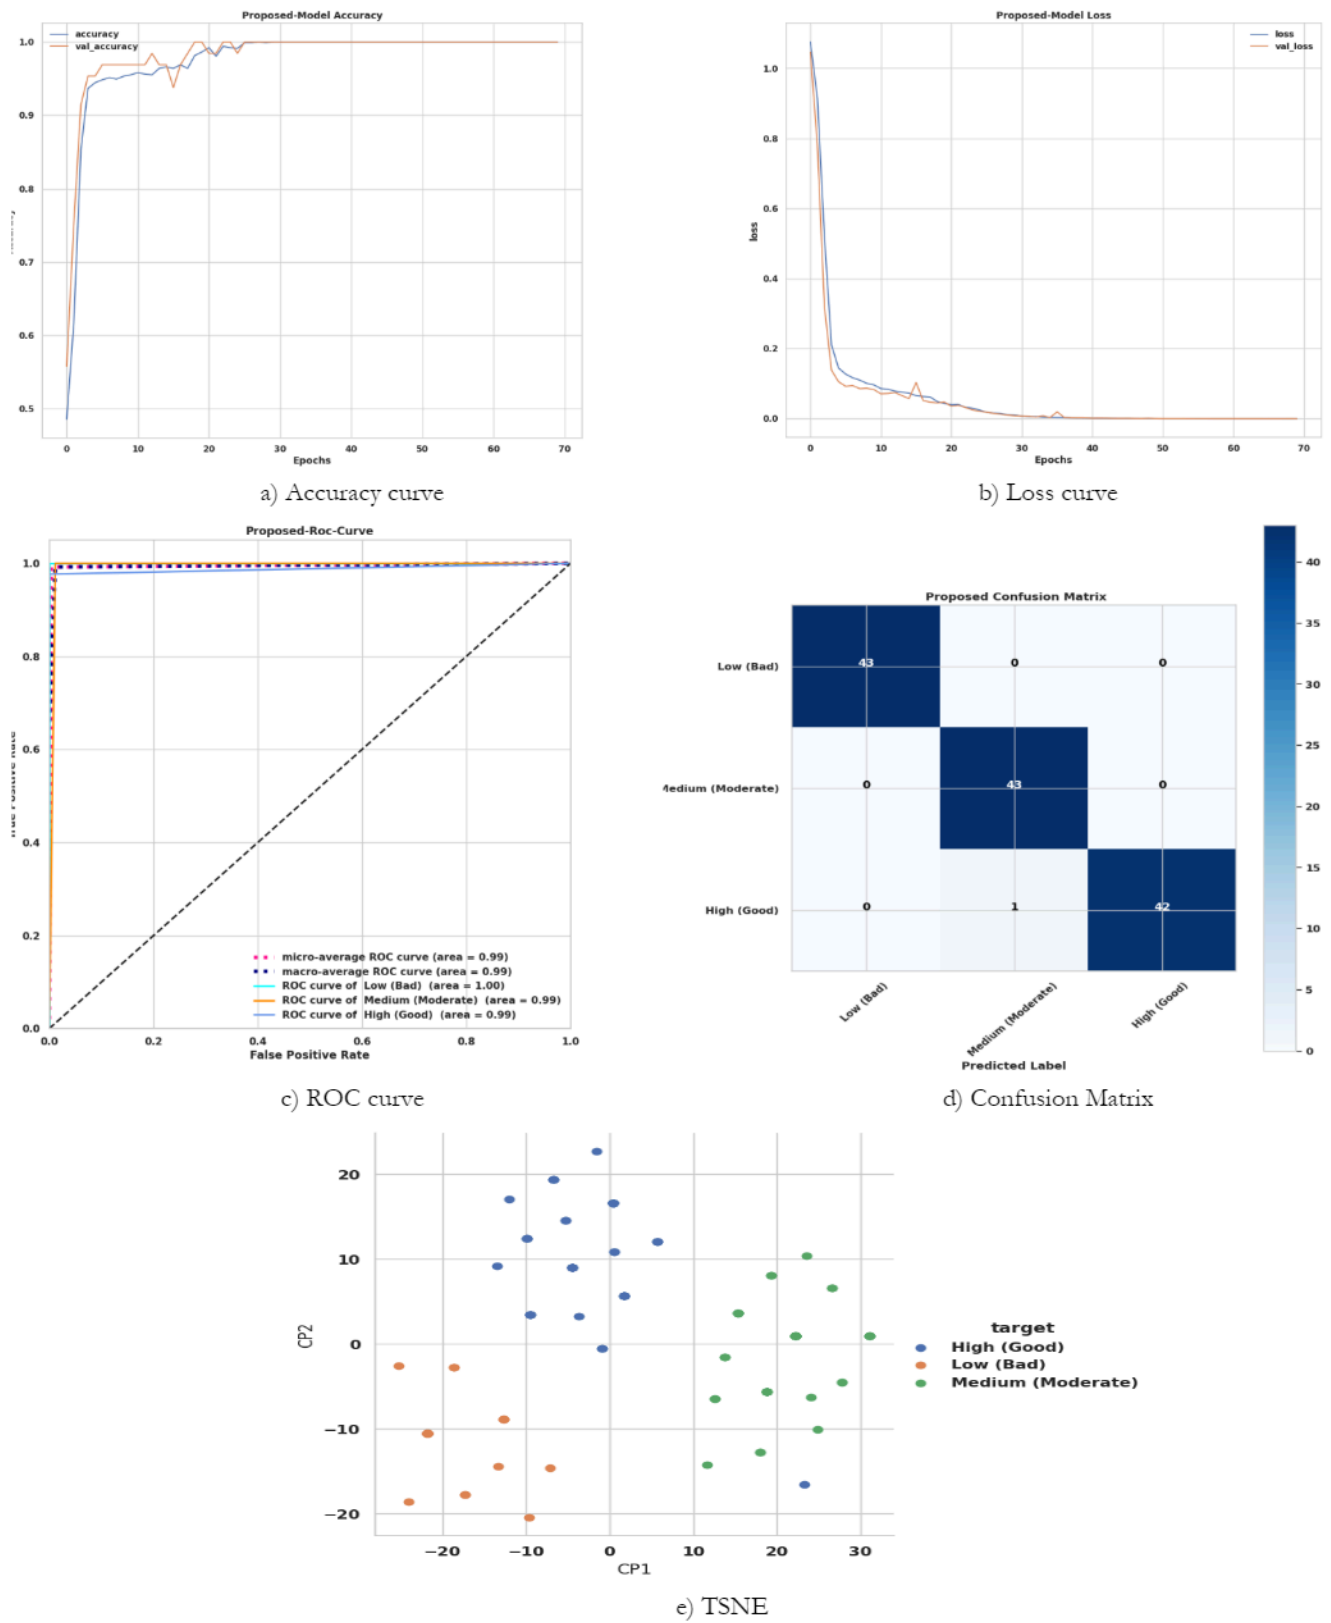 Proposed-Model Accuracy
accuracy
val_accuracy
1.0
0.9
0.8
0.7
0.6
0.5
0 10 20 30 40 50 60 70
Epochs
a) Accuracy curve
Proposed-Model Loss
loss
val_loss
1.0
0.8
loss
0.6
0.4
0.2
0.0
0 10 20 30 40 50 60 70
Epochs
b) Loss curve
Proposed-Roc-Curve
1.0
0.8
0.6
0.4
0.2
0.0
micro-average ROC curve (area = 0.99)
macro-average ROC curve (area = 0.99)
ROC curve of Low (Bad) (area = 1.00)
ROC curve of Medium (Moderate) (area = 0.99)
ROC curve of High (Good) (area = 0.99)
0.0 0.2 0.4 0.6 0.8 1.0
False Positive Rate
c) ROC curve
Proposed Confusion Matrix
Low (Bad) 43 0 0
(Moderate) 0 43 0
High (Good) 0 1 42
Low (Bad) Medium (Moderate) High (Good)
Predicted Label
40
35
30
25
20
15
10
5
0
d) Confusion Matrix
20
10
0
−10
−20
CP2
−20 −10 0 10 20 30
CP1
target
High (Good)
Low (Bad)
Medium (Moderate)
e) TSNE